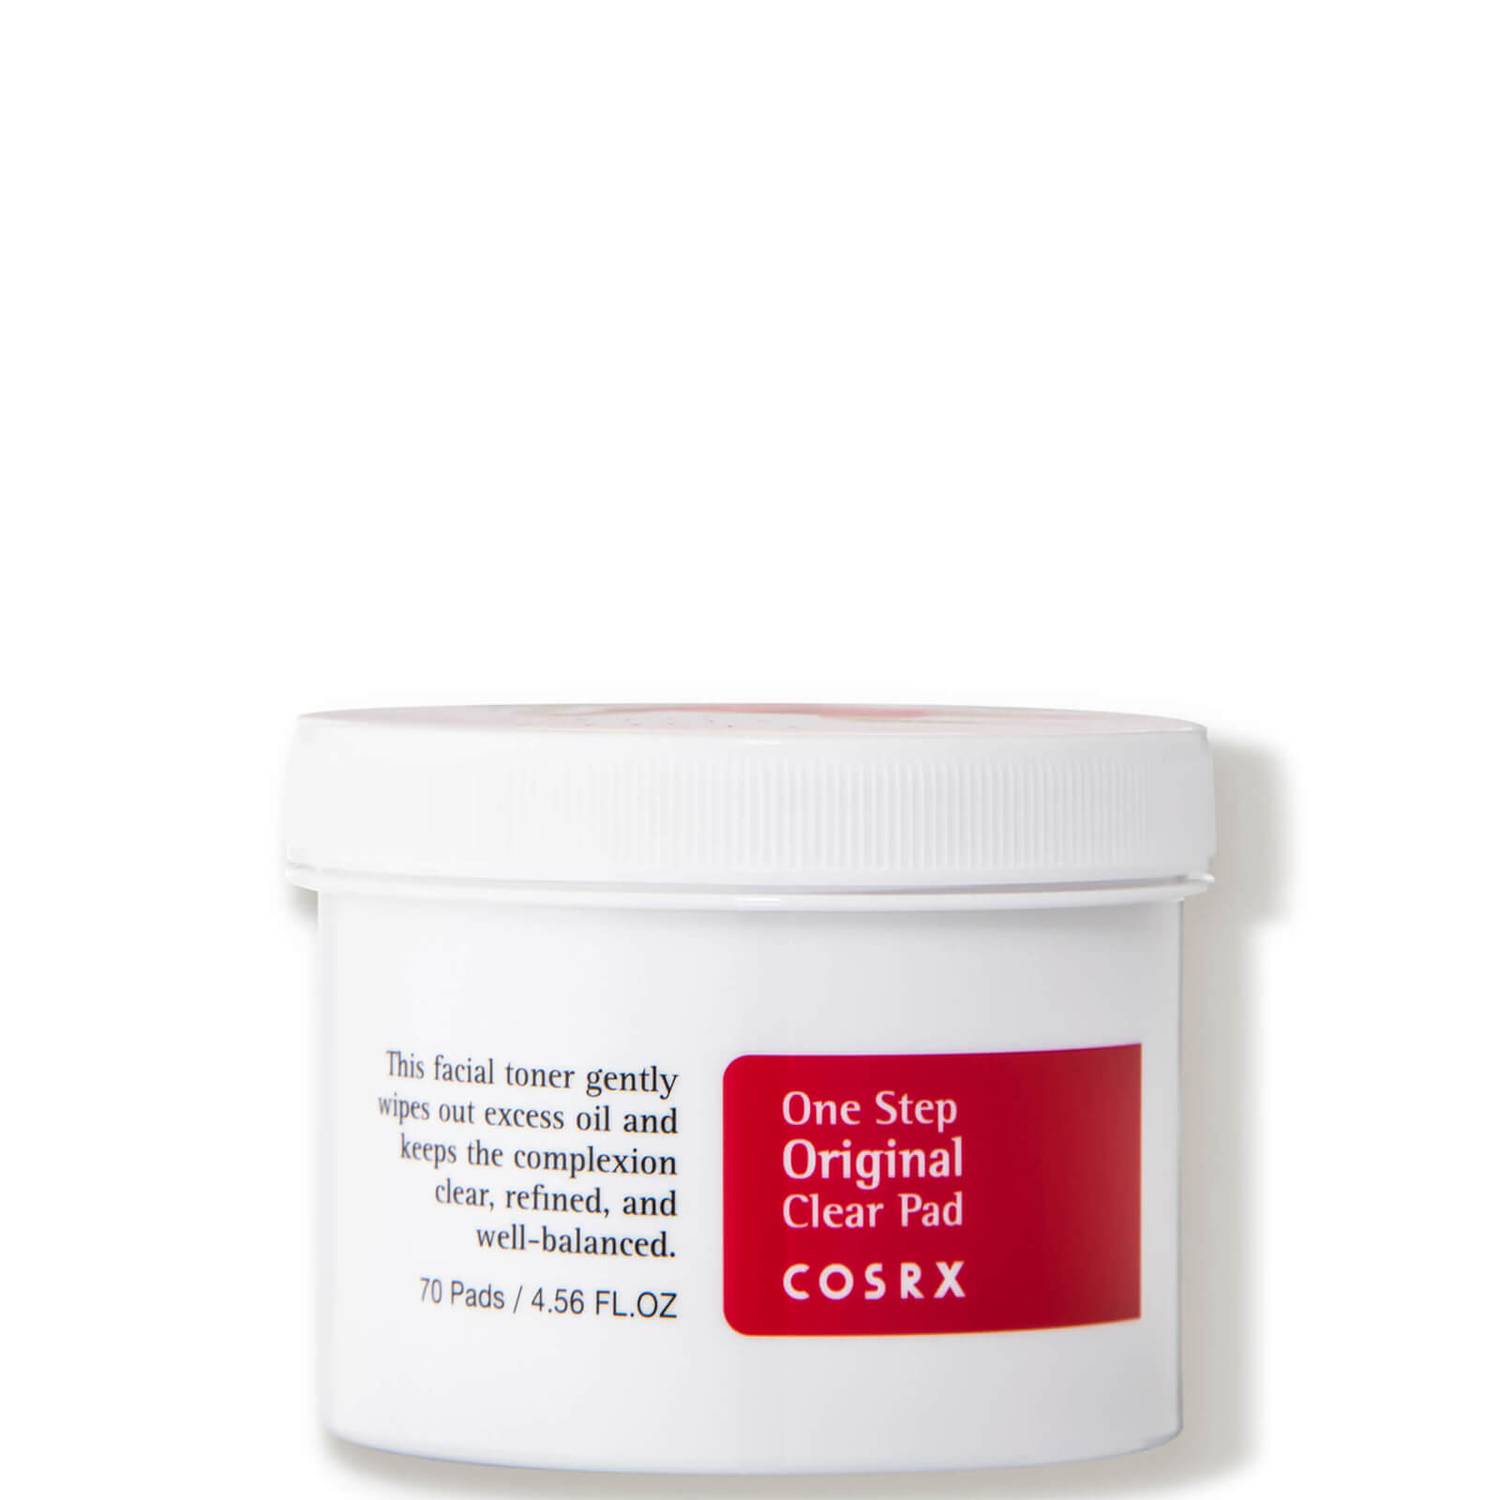 This facial toner gently
wipes out excess oil and
keeps the complexion
clear, refined, and
well-balanced.
70 Pads / 4.56 FL.OZ
One Step
Original
Clear Pad
COSRX